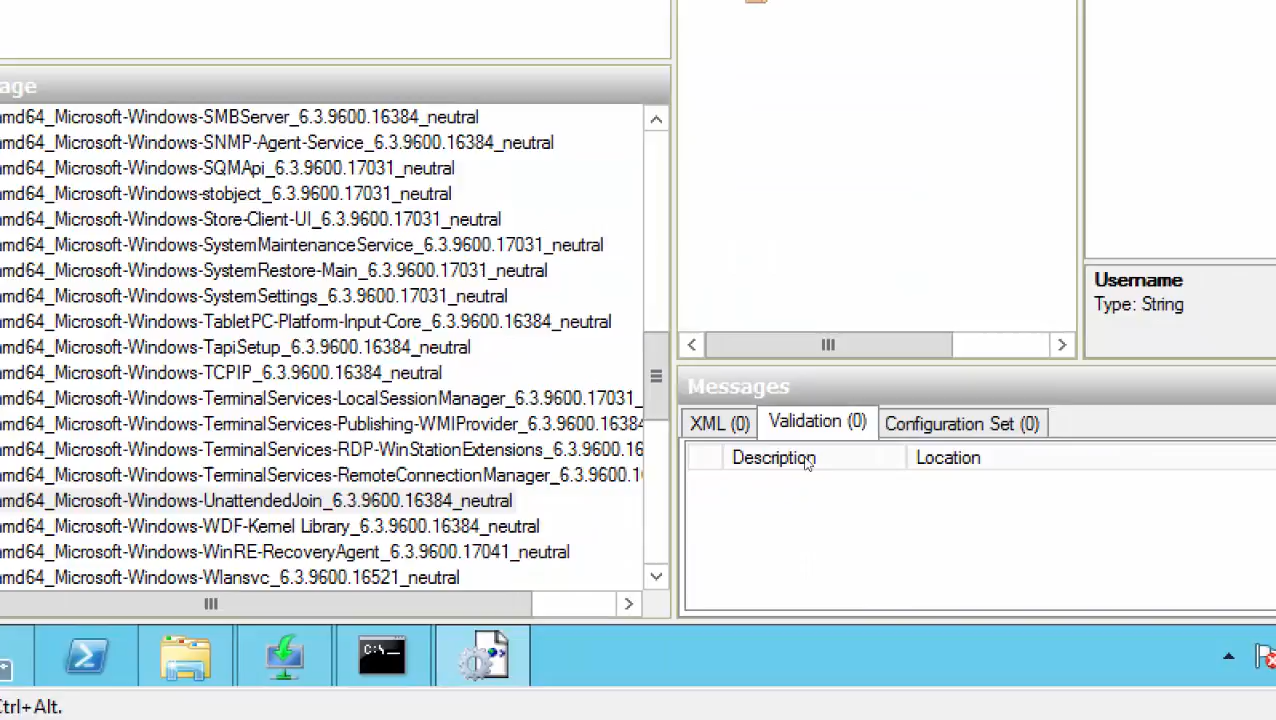 age
amd64_Microsoft-Windows-SMBServer_6.3.9600.16384_neutral
amd64_Microsoft-Windows-SNMP-Agent-Service_6.3.9600.16384_neutral
amd64_Microsoft-Windows-SQMApi_6.3.9600.17031_neutral
amd64_Microsoft-Windows-stobject_6.3.9600.17031_neutral
amd64_Microsoft-Windows-Store-Client-UI_6.3.9600.17031_neutral
amd64_Microsoft-Windows-SystemMaintenanceService_6.3.9600.17031_neutral
amd64_Microsoft-Windows-SystemRestore-Main_6.3.9600.17031_neutral
amd64_Microsoft-Windows-SystemSettings_6.3.9600.17031_neutral
amd64_Microsoft-Windows-TabletPC-Platform-Input-Core_6.3.9600.16384_neutral
amd64_Microsoft-Windows-TapiSetup_6.3.9600.16384_neutral
amd64_Microsoft-Windows-TCPIP_6.3.9600.16384_neutral
amd64_Microsoft-Windows-TerminalServices-LocalSessionManager_6.3.9600.17031_
amd64_Microsoft-Windows-TerminalServices-Publishing-WMIProvider_6.3.9600.16384
amd64_Microsoft-Windows-TerminalServices-RDP-WinStationExtensions_6.3.9600.16
amd64_Microsoft-Windows-TerminalServices-RemoteConnectionManager_6.3.9600.1
amd64_Microsoft-Windows-UnattendedJoin_6.3.9600.16384_neutral
amd64_Microsoft-Windows-WDF-Kernel Library_6.3.9600.16384_neutral
amd64_Microsoft-Windows-WinRE-RecoveryAgent_6.3.9600.17041_neutral
amd64_Microsoft-Windows-Wlansvc_6.3.9600.16521_neutral
Username
Type: String
Messages
XML (0) Validation (0) Configuration Set (0)
Description Location
C:\_
Ctrl+Alt.